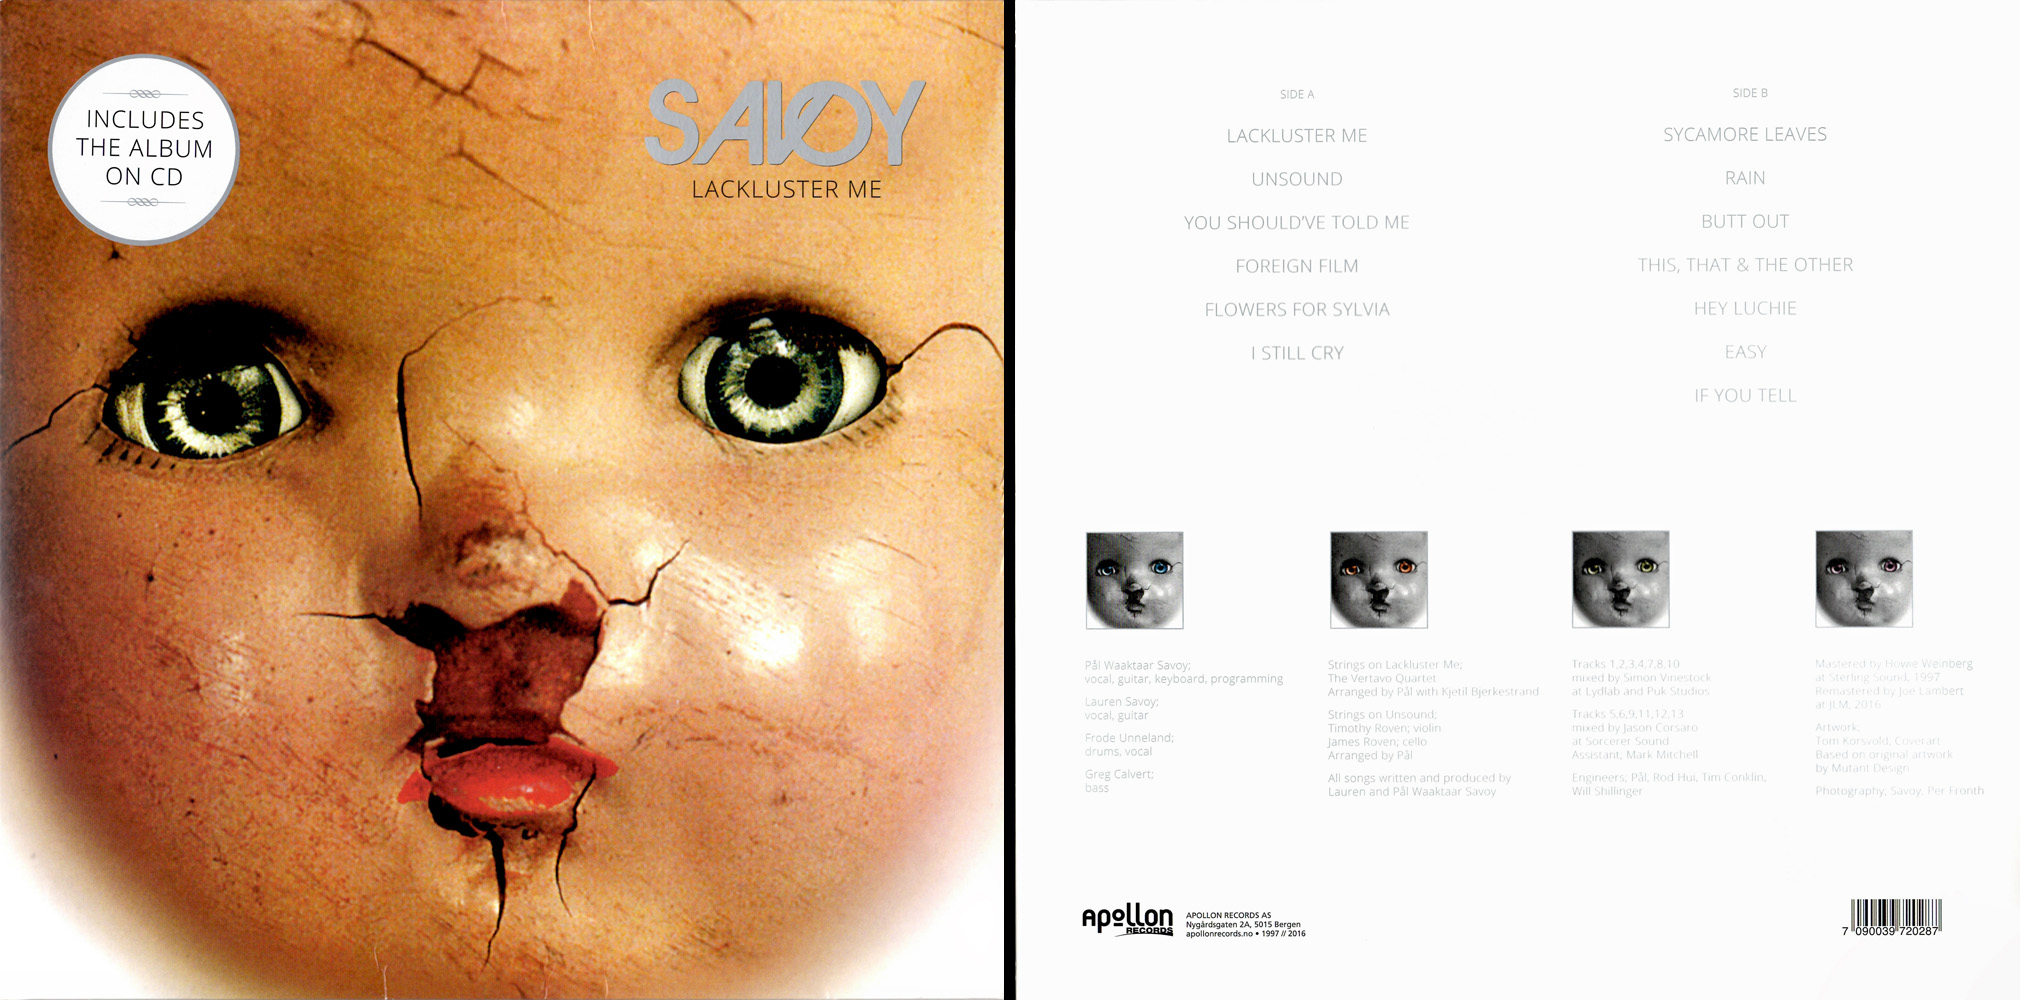 INCLUDES
THE ALBUM
ON CD
SAVOY
LACKLUSTER ME
SIDE A
LACKLUSTER ME
UNSOUND
YOU SHOULD'VE TOLD ME
FOREIGN FILM
FLOWERS FOR SYLVIA
I STILL CRY
SIDE B
SYCAMORE LEAVES
RAIN
BUTT OUT
THIS, THAT & THE OTHER
HEY LUCHIE
EASY
IF YOU TELL
Pål Waaktaar Savoy;
vocal, guitar, keyboard, programming
Lauren Savoy;
vocal, guitar
Frode Unneland;
drums, vocal
Greg Calvert;
bass
Strings on Lackluster Me;
The Vertavo Quartet
Arranged by Pål with Kjetil Bjerkestrand
Strings on Unsound;
Timothy Roven; violin
James Roven; cello
Arranged by Pål
All songs written and produced by
Lauren and Pål Waaktaar Savoy
Tracks 1,2,3,4,7,8,10
mixed by Simon Vinestock
at Lydlab and Puk Studios
Tracks 5,6,9,11,12,13
mixed by Jason Corsaro
at Sorcerer Sound
Assistant; Mark Mitchell
Engineers; Pål, Rod Hui, Tim Conklin,
Will Shillinger
Mastered by Howie Weinberg
at Sterling Sound, 1997
Remastered by Joe Lambert
at JLM, 2016
Artwork:
Tom Korsvold, Coverart
Based on original artwork
by Mutant Design
Photography; Savoy: Per Fronth
Apollon
RECORDS
APOLLON RECORDS AS
Nygårdsgaten 2A, 5015 Bergen
apollonrecords.no • 1997 // 2016
7 090039 720287